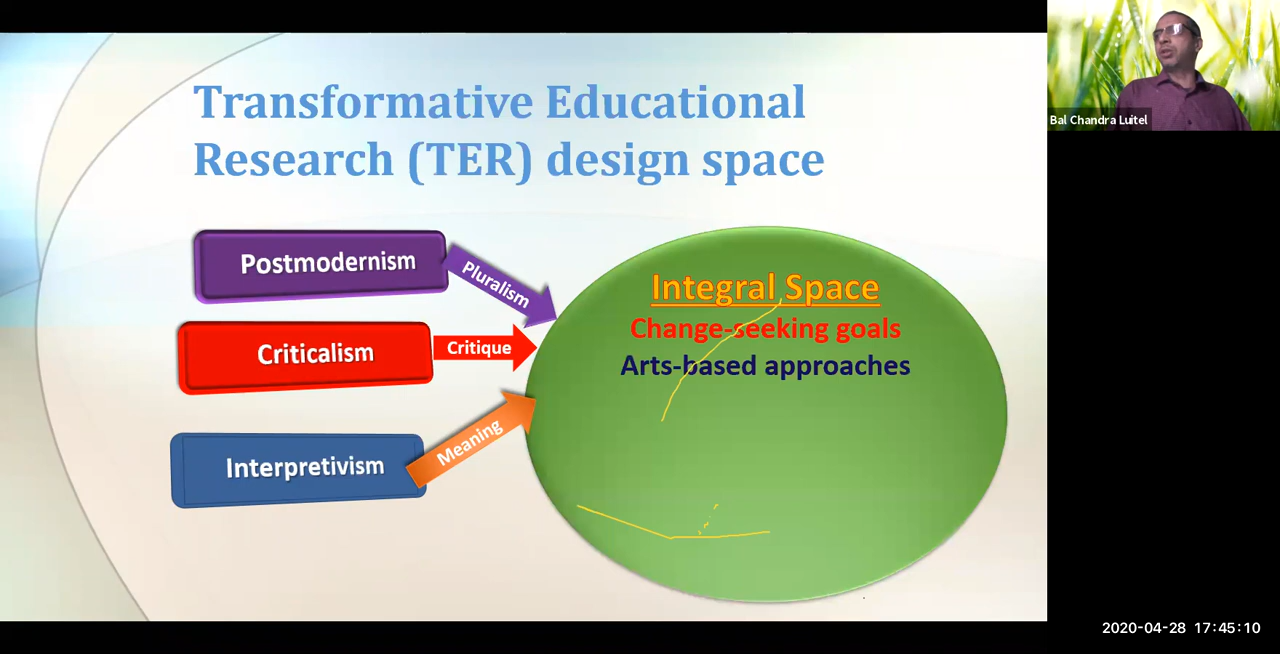 Transformative Educational
Research (TER) design space
Postmodernism
Pluralism
Criticalism
Critique
Interpretivism
Meaning
Integral Space
Change-seeking goals
Arts-based approaches
Bal Chandra Luitel
2020-04-28 17:45:10